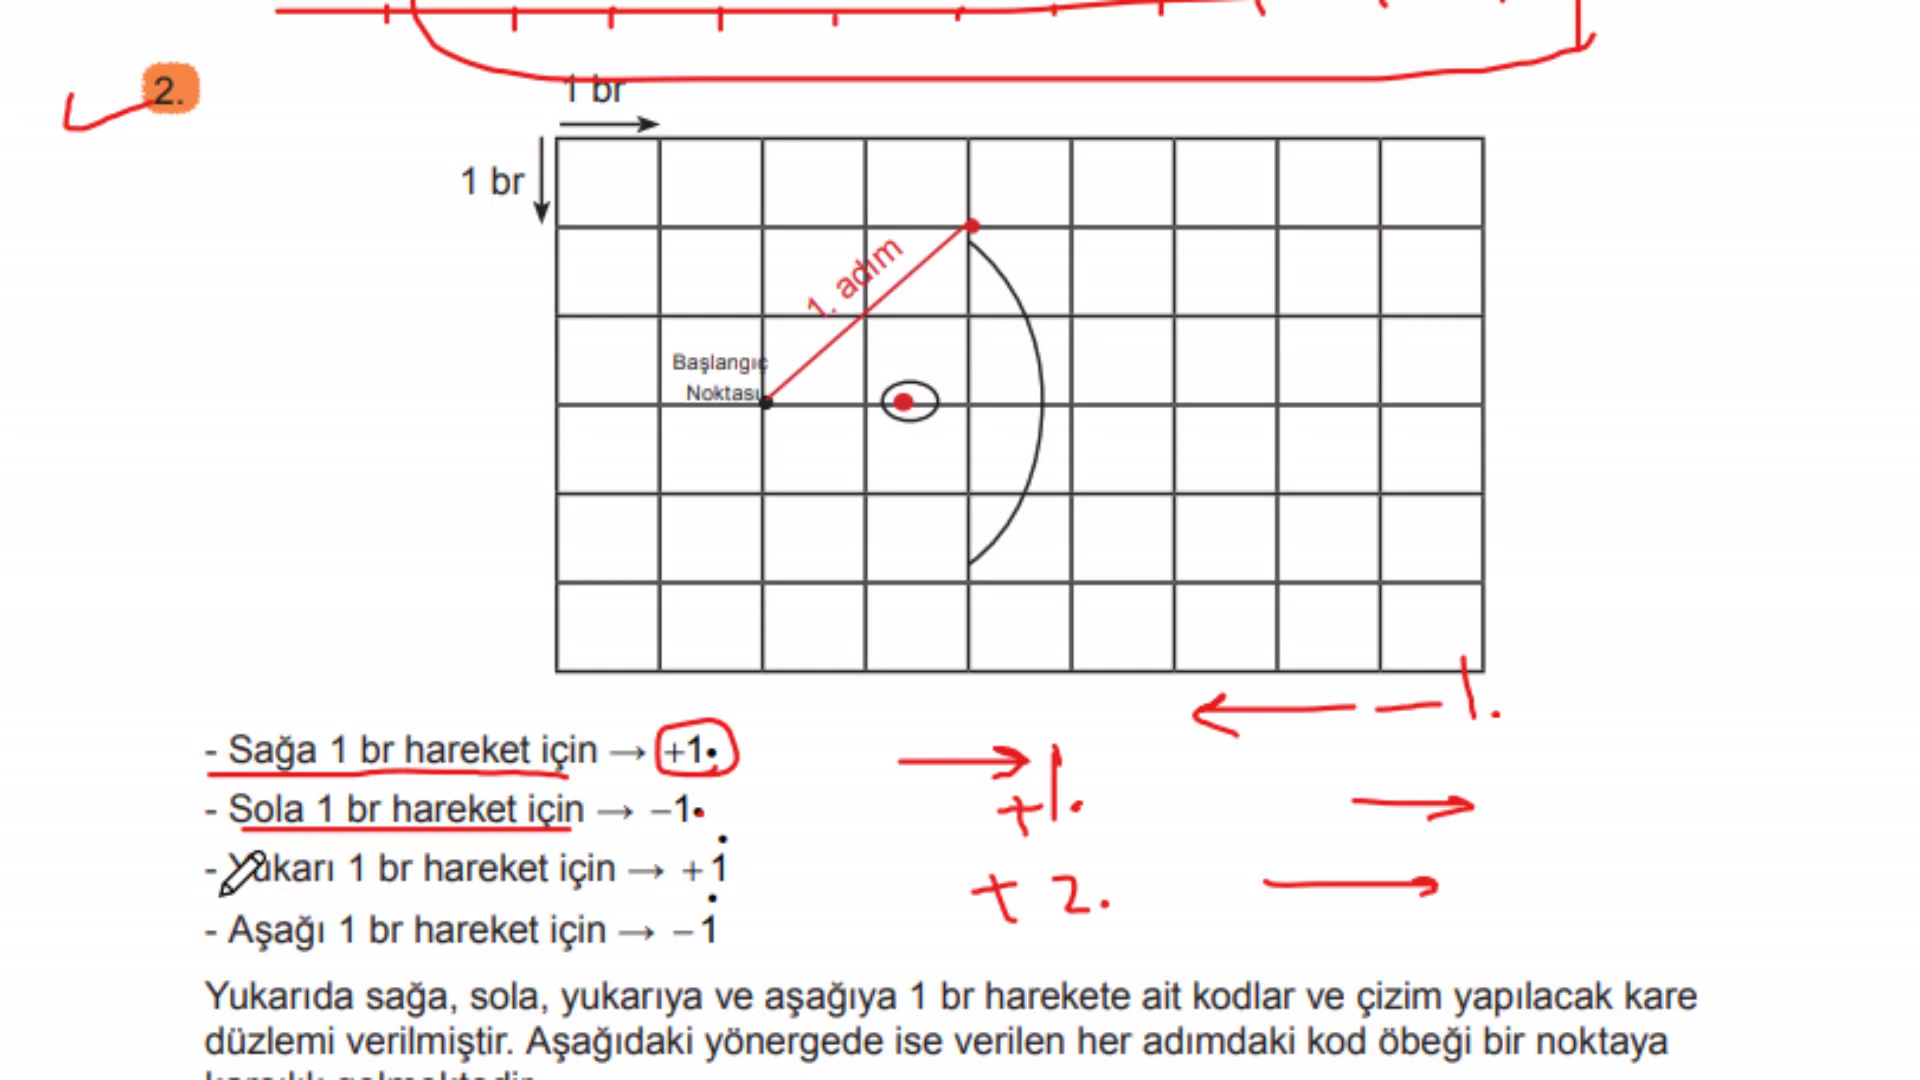 2.
1 br
1 br
1. adım
Başlangıç
Noktası
-1.
- Sağa 1 br hareket için → +1•
+1.
- Sola 1 br hareket için → −1•
- Yukarı 1 br hareket için → +1̇
+2.
- Aşağı 1 br hareket için → −1̇
Yukarıda sağa, sola, yukarıya ve aşağıya 1 br harekete ait kodlar ve çizim yapılacak kare
düzlemi verilmiştir. Aşağıdaki yönergede ise verilen her adımdaki kod öbeği bir noktaya